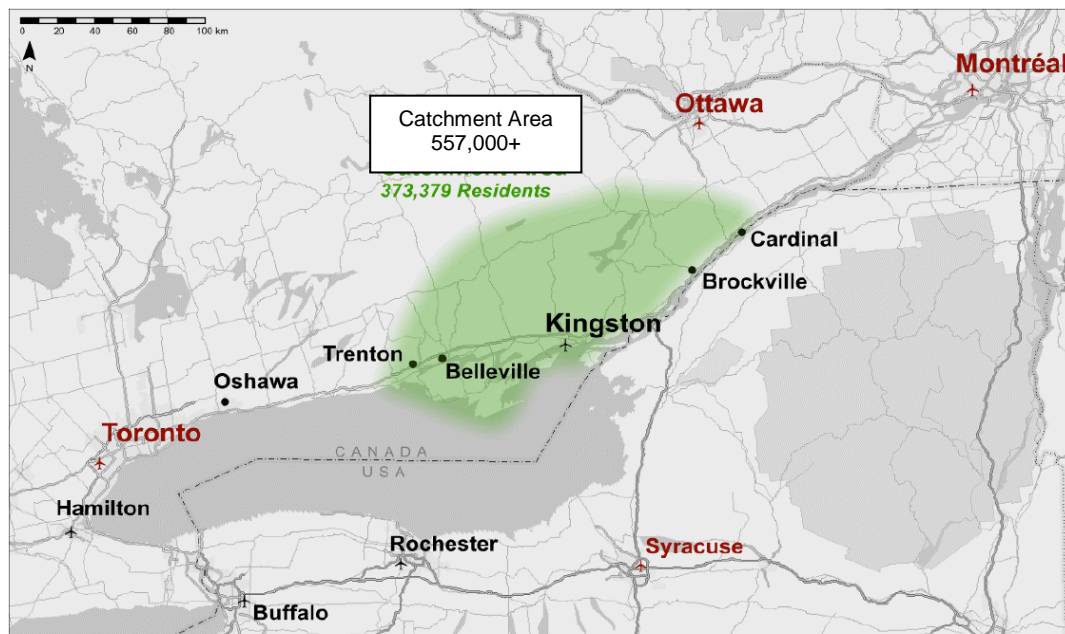 0 20 40 60 80 100 km
N
Montréal
Ottawa
Catchment Area
557,000+
373,379 Residents
Cardinal
Brockville
Kingston
Trenton
Belleville
Oshawa
Toronto
CANADA
USA
Hamilton
Rochester
Syracuse
Buffalo